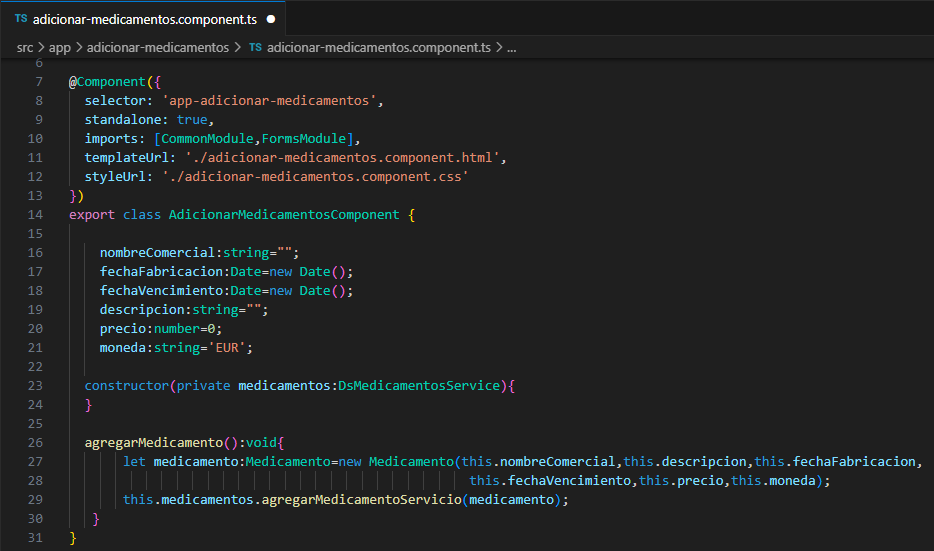 TS adicionar-medicamentos.component.ts ●
src > app > adicionar-medicamentos > TS adicionar-medicamentos.component.ts > ...
6
7 @Component({
8   selector: 'app-adicionar-medicamentos',
9   standalone: true,
10   imports: [CommonModule,FormsModule],
11   templateUrl: './adicionar-medicamentos.component.html',
12   styleUrl: './adicionar-medicamentos.component.css'
13 })
14 export class AdicionarMedicamentosComponent {
15
16     nombreComercial:string="";
17     fechaFabricacion:Date=new Date();
18     fechaVencimiento:Date=new Date();
19     descripcion:string="";
20     precio:number=0;
21     moneda:string='EUR';
22
23   constructor(private medicamentos:DsMedicamentosService){
24   }
25
26   agregarMedicamento():void{
27        let medicamento:Medicamento=new Medicamento(this.nombreComercial,this.descripcion,this.fechaFabricacion,
28                                                     this.fechaVencimiento,this.precio,this.moneda);
29        this.medicamentos.agregarMedicamentoServicio(medicamento);
30    }
31 }